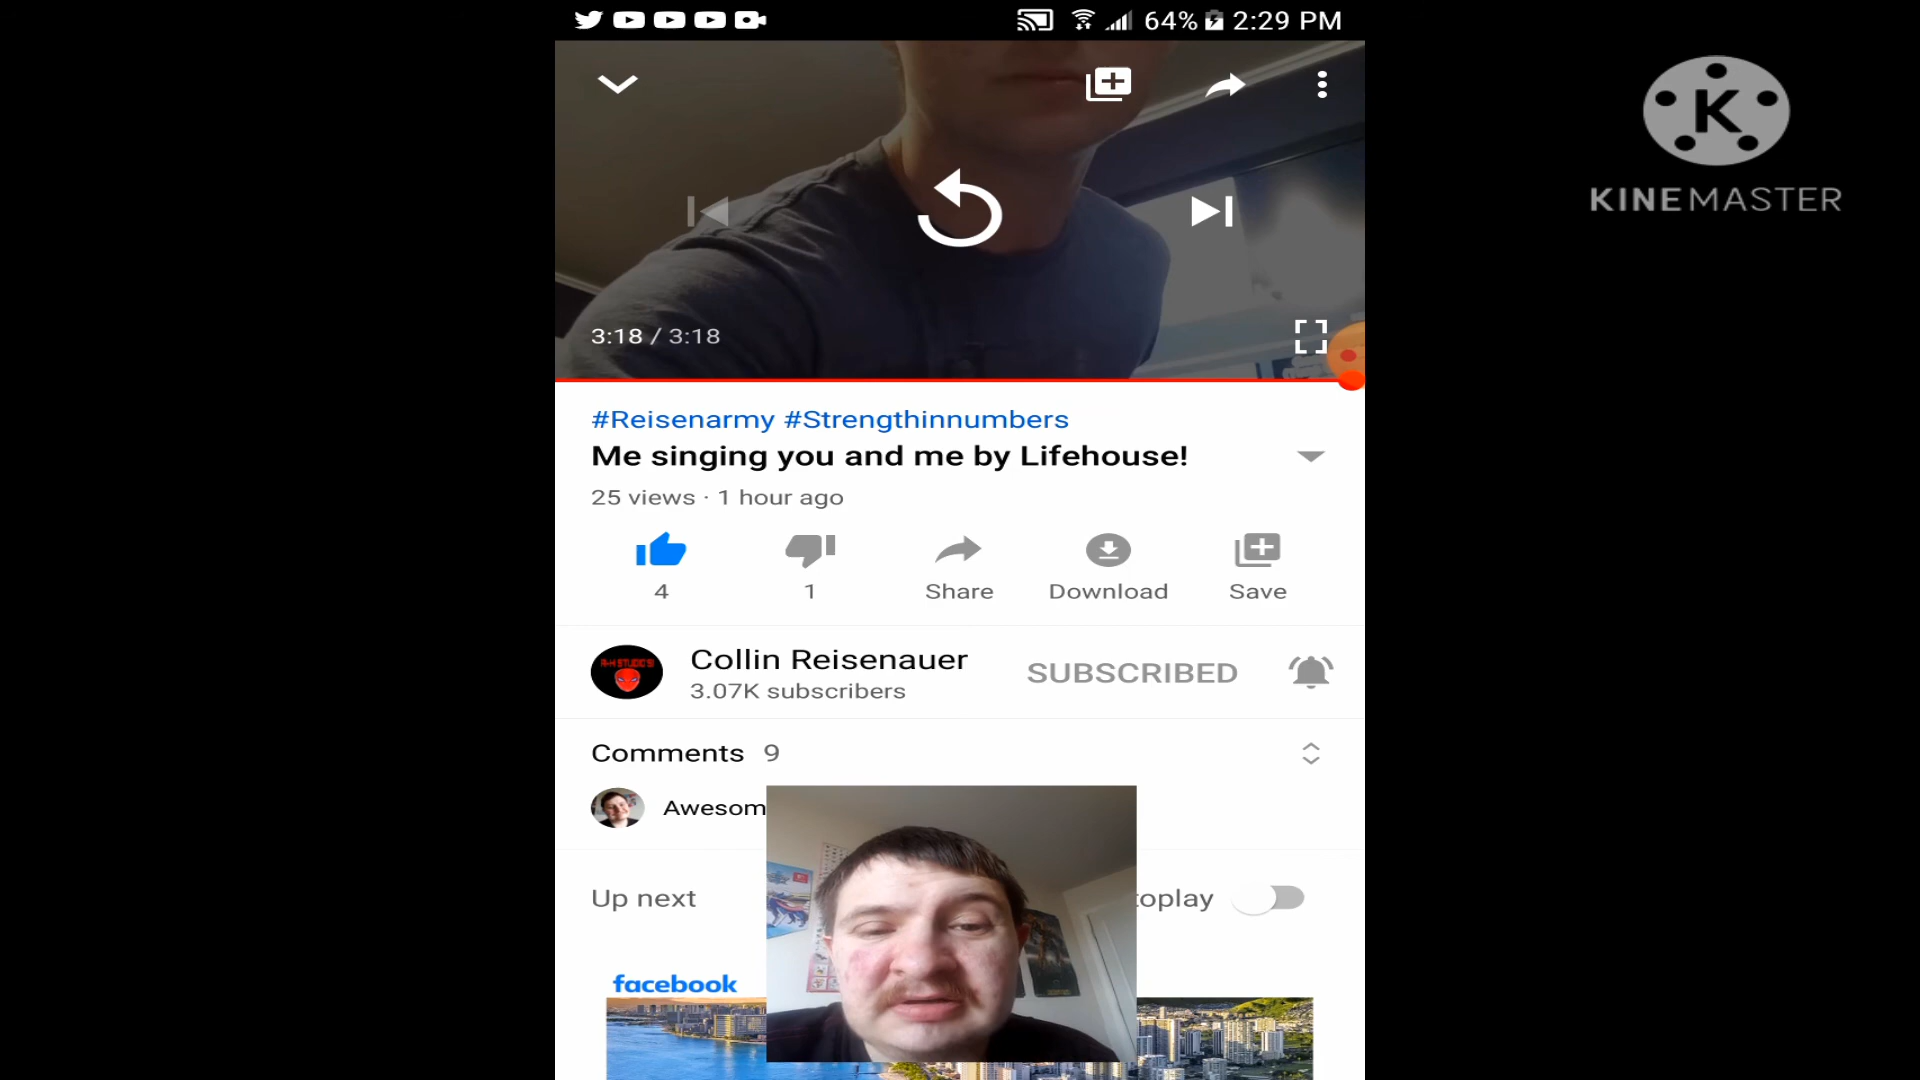 64% 2:29 PM
K
KINEMASTER
3:18 / 3:18
#Reisenarmy #Strengthinnumbers
Me singing you and me by Lifehouse!
25 views · 1 hour ago
4
1
Share
Download
Save
R-H STUDIOS!
Collin Reisenauer
3.07K subscribers
SUBSCRIBED
Comments 9
Awesom
Up next
toplay
facebook